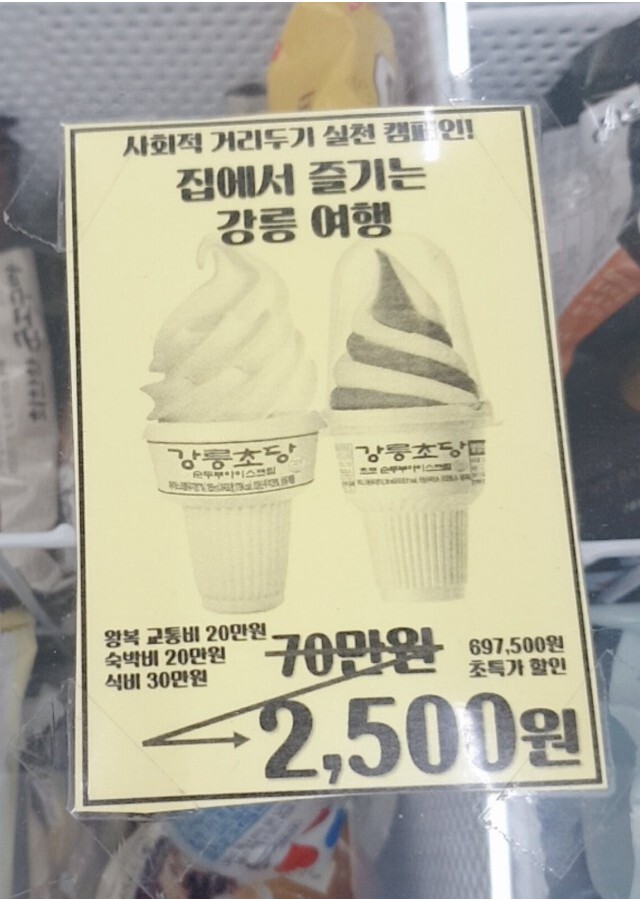 사회적 거리두기 실천 캠페인!
집에서 즐기는
강릉 여행
강릉초당
순두부아이스크림
강릉초당
초코 순두부아이스크림
왕복 교통비 20만원
숙박비 20만원
식비 30만원
70만원
697,500원
초특가 할인
2,500원